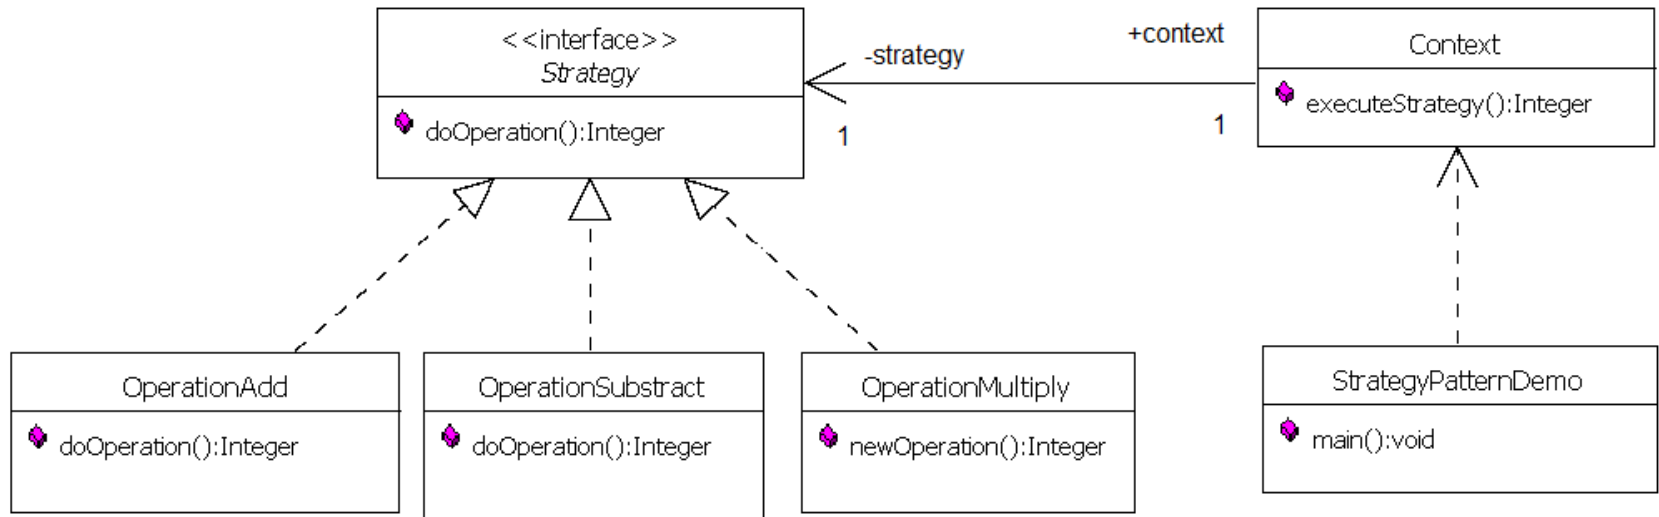 <<interface>>
Strategy
doOperation():Integer
-strategy
1
+context
1
Context
executeStrategy():Integer
OperationAdd
doOperation():Integer
OperationSubstract
doOperation():Integer
OperationMultiply
newOperation():Integer
StrategyPatternDemo
main():void